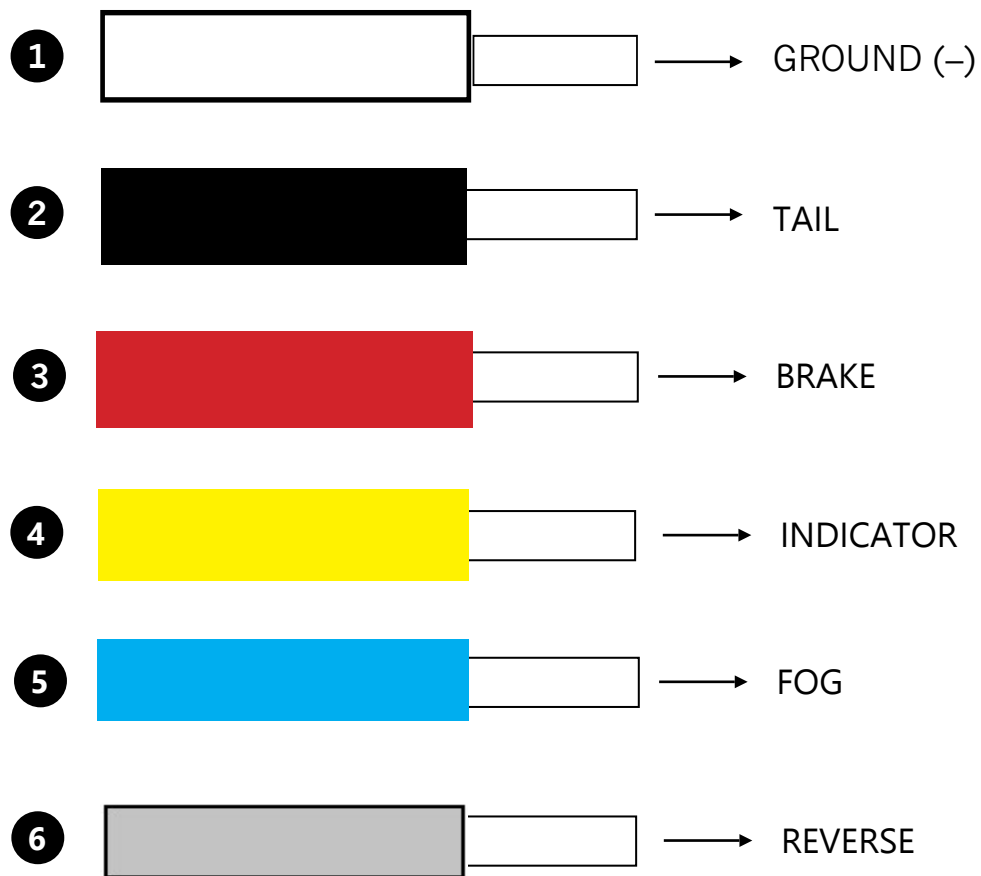 1 GROUND (–)
2 TAIL
3 BRAKE
4 INDICATOR
5 FOG
6 REVERSE